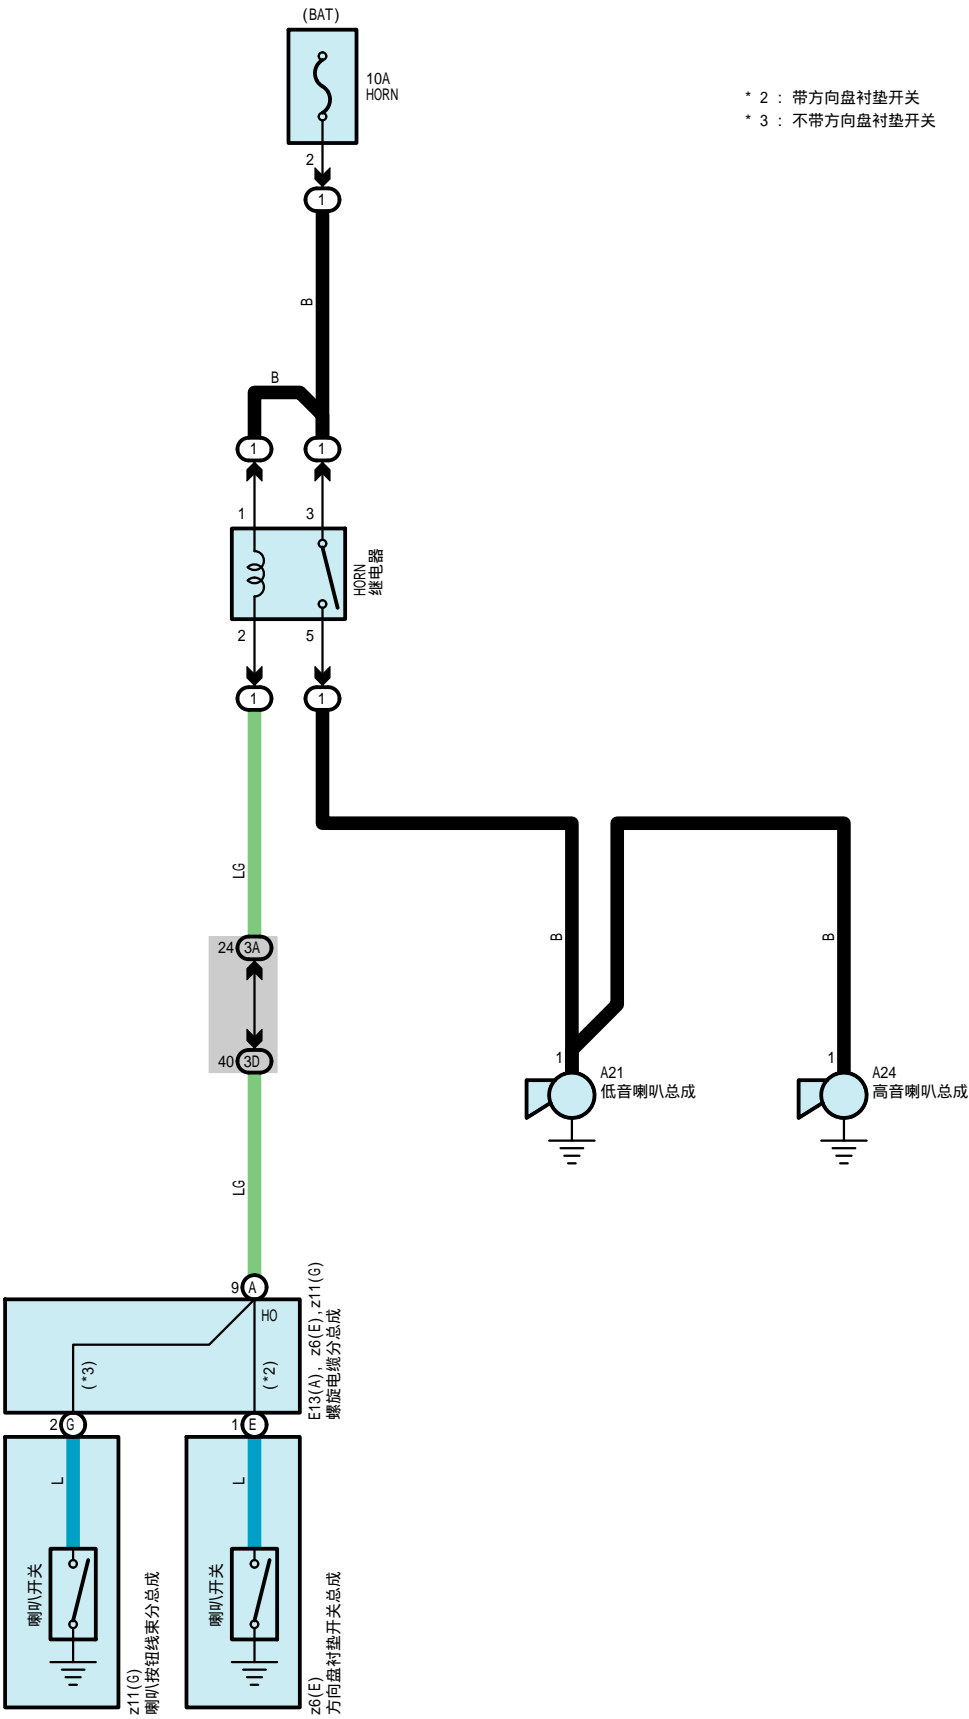 (BAT)
10A
HORN
* 2 : 带方向盘衬垫开关
* 3 : 不带方向盘衬垫开关
2
1
B
B
1
1
1
3
HORN
继电器
2
5
1
1
LG
B
B
24
3A
40
3D
1
A21
低音喇叭总成
1
A24
高音喇叭总成
LG
9
A
HO
(*3)
(*2)
E13(A), z6(E),z11(G)
螺旋电缆分总成
2
G
1
E
L
L
喇叭开关
喇叭开关
z11(G)
喇叭按钮线束分总成
z6(E)
方向盘衬垫开关总成